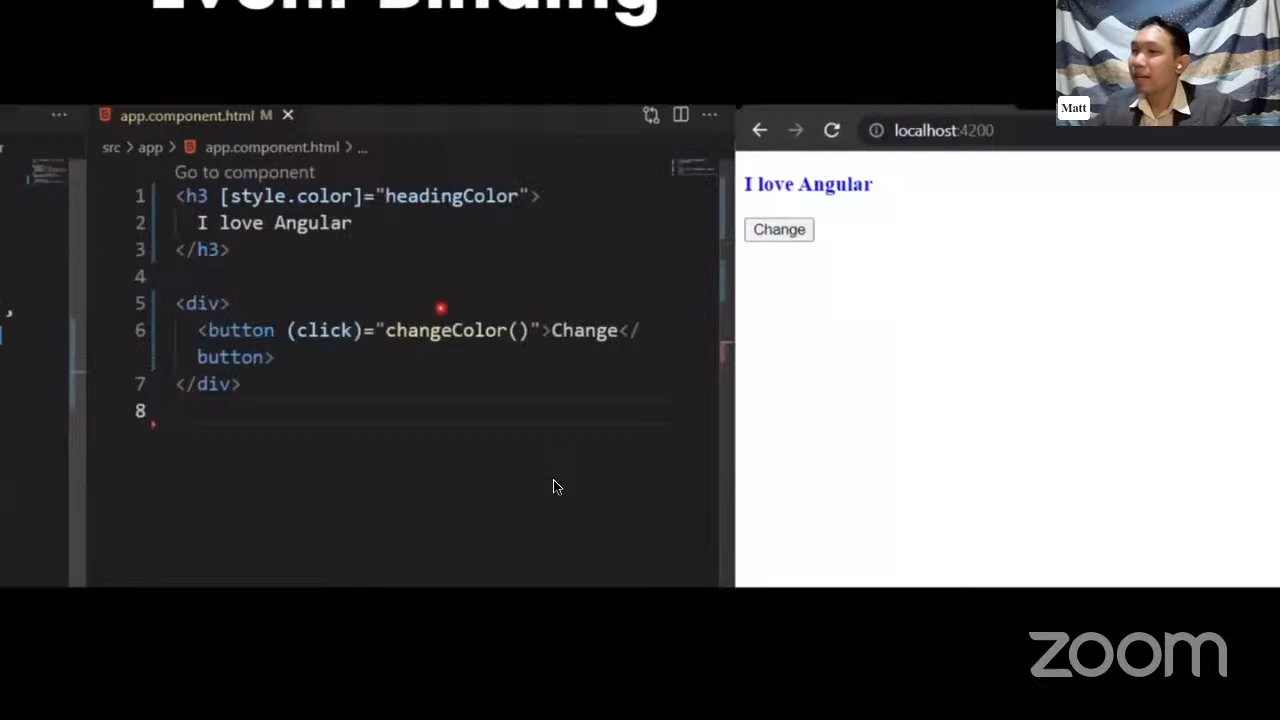 Event Binding
Matt
app.component.html M
src > app > app.component.html > ...
Go to component
1 <h3 [style.color]="headingColor">
2 I love Angular
3 </h3>
4
5 <div>
6 <button (click)="changeColor()">Change</
button>
7 </div>
8
localhost:4200
I love Angular
Change
zoom